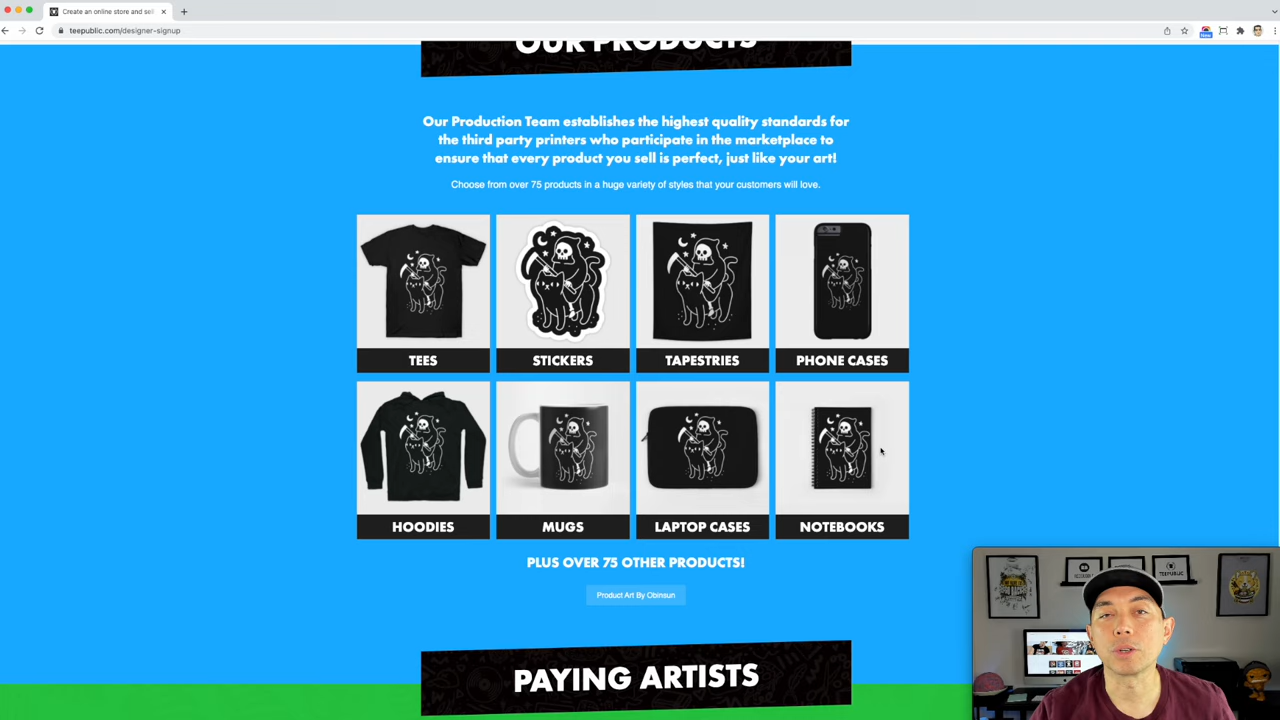 Create an online store and sel
teepublic.com/designer-signup
New
OUR PRODUCTS
Our Production Team establishes the highest quality standards for
the third party printers who participate in the marketplace to
ensure that every product you sell is perfect, just like your art!
Choose from over 75 products in a huge variety of styles that your customers will love.
TEES
STICKERS
TAPESTRIES
PHONE CASES
HOODIES
MUGS
LAPTOP CASES
NOTEBOOKS
PLUS OVER 75 OTHER PRODUCTS!
Product Art By Obinsun
PAYING ARTISTS
TEEPUBLIC